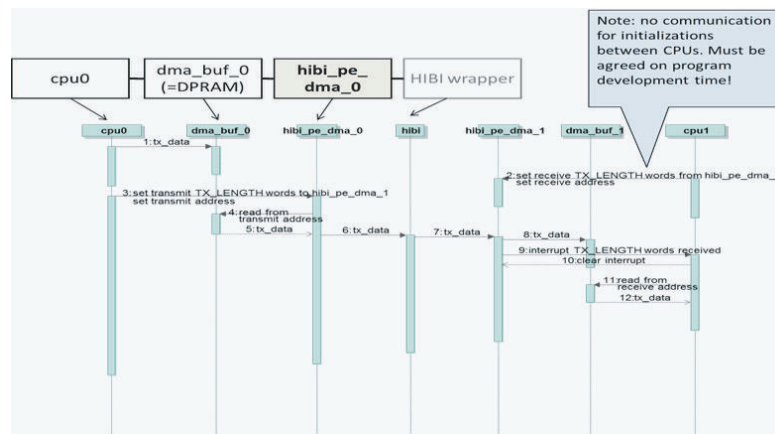 Note: no communication
for initializations
between CPUs. Must be
agreed on program
development time!
cpu0
dma_buf_0
(=DPRAM)
hibi_pe_
dma_0
HIBI wrapper
cpu0
dma_buf_0
hibi_pe_dma_0
hibi
hibi_pe_dma_1
dma_buf_1
cpu1
1:tx_data
2:set receive TX_LENGTH words from hibi_pe_dma_
set receive address
3:set transmit TX_LENGTH words to hibi_pe_dma_1
set transmit address
4:read from
transmit address
5:tx_data
6:tx_data
7:tx_data
8:tx_data
9:interrupt TX_LENGTH words received
10:clear interrupt
11:read from
receive address
12:tx_data